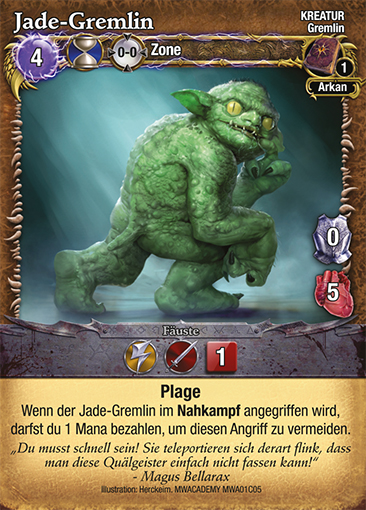 Jade-Gremlin
KREATUR
Gremlin
4
0-0
Zone
1
Arkan
0
5
Fäuste
1
Plage
Wenn der Jade-Gremlin im Nahkampf angegriffen wird,
darfst du 1 Mana bezahlen, um diesen Angriff zu vermeiden.
„Du musst schnell sein! Sie teleportieren sich derart flink, dass
man diese Quälgeister einfach nicht fassen kann!“
- Magus Bellarax
Illustration: Herckeim. MWACADEMY MWA01C05